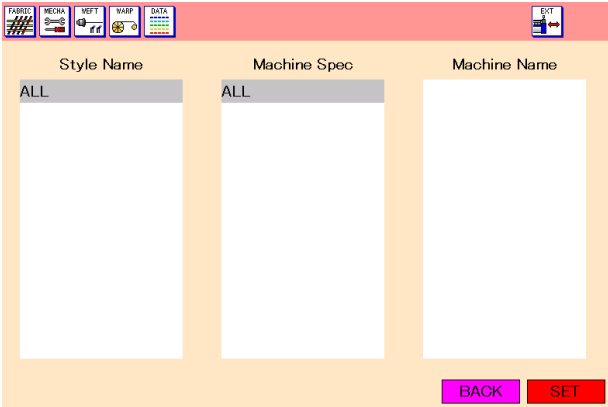 FABRIC MECHA WEFT WARP DATA EXT
Style Name Machine Spec Machine Name
ALL ALL
BACK SET